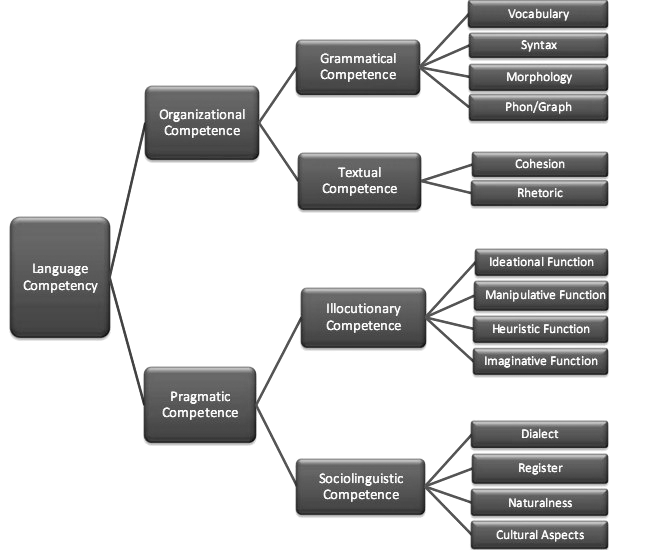 Vocabulary
Syntax
Morphology
Phon/Graph
Grammatical
Competence
Organizational
Competence
Textual
Competence
Cohesion
Rhetoric
Language
Competency
Ideational Function
Manipulative Function
Heuristic Function
Imaginative Function
Illocutionary
Competence
Pragmatic
Competence
Sociolinguistic
Competence
Dialect
Register
Naturalness
Cultural Aspects